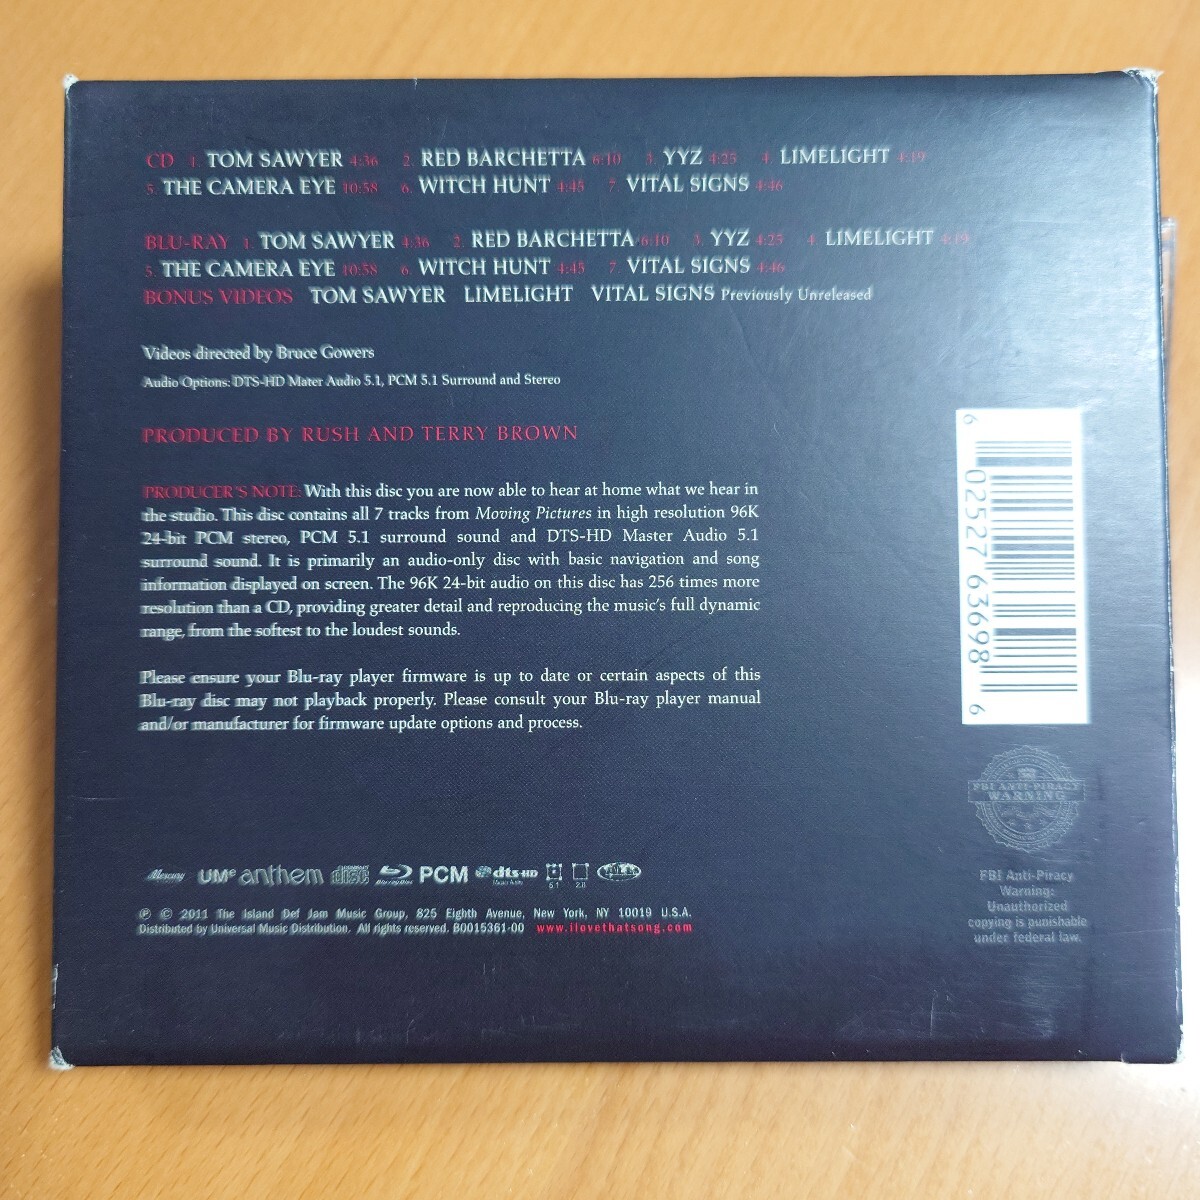 CD 1. TOM SAWYER 4:36 2. RED BARCHETTA 6:10 3. YYZ 4:25 4. LIMELIGHT 4:19
5. THE CAMERA EYE 10:58 6. WITCH HUNT 4:45 7. VITAL SIGNS 4:46
BLU-RAY 1. TOM SAWYER 4:36 2. RED BARCHETTA 6:10 3. YYZ 4:25 4. LIMELIGHT 4:19
5. THE CAMERA EYE 10:58 6. WITCH HUNT 4:45 7. VITAL SIGNS 4:46
BONUS VIDEOS TOM SAWYER LIMELIGHT VITAL SIGNS Previously Unreleased
Videos directed by Bruce Gowers
Audio Options: DTS-HD Mater Audio 5.1, PCM 5.1 Surround and Stereo
PRODUCED BY RUSH AND TERRY BROWN
PRODUCER'S NOTE: With this disc you are now able to hear at home what we hear in
the studio. This disc contains all 7 tracks from Moving Pictures in high resolution 96K
24-bit PCM stereo, PCM 5.1 surround sound and DTS-HD Master Audio 5.1
surround sound. It is primarily an audio-only disc with basic navigation and song
information displayed on screen. The 96K 24-bit audio on this disc has 256 times more
resolution than a CD, providing greater detail and reproducing the music's full dynamic
range, from the softest to the loudest sounds.
Please ensure your Blu-ray player firmware is up to date or certain aspects of this
Blu-ray disc may not playback properly. Please consult your Blu-ray player manual
and/or manufacturer for firmware update options and process.
6 02527 63698 6
FBI ANTI-PIRACY
WARNING
FBI Anti-Piracy
Warning:
Unauthorized
copying is punishable
under federal law.
Mercury UMe anthem COMPACT disc Blu-ray Disc PCM dts-HD Master Audio 5.1 2.0
℗ © 2011 The Island Def Jam Music Group, 825 Eighth Avenue, New York, NY 10019 U.S.A.
Distributed by Universal Music Distribution. All rights reserved. B0015361-00 www.ilovethatsong.com